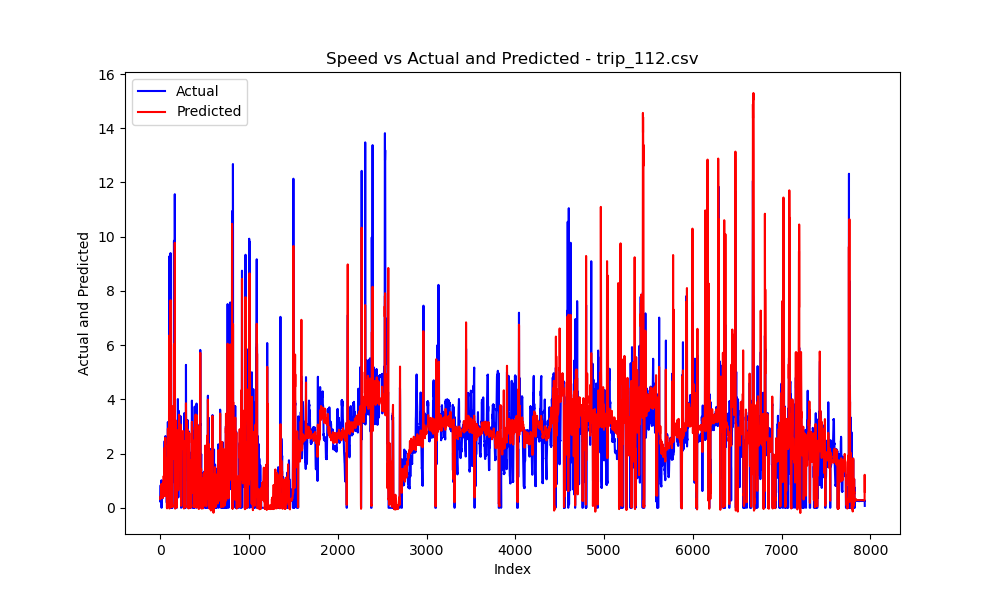 Speed vs Actual and Predicted - trip_112.csv
Actual
Predicted
16
14
12
10
8
6
4
2
0
Actual and Predicted
0 1000 2000 3000 4000 5000 6000 7000 8000
Index